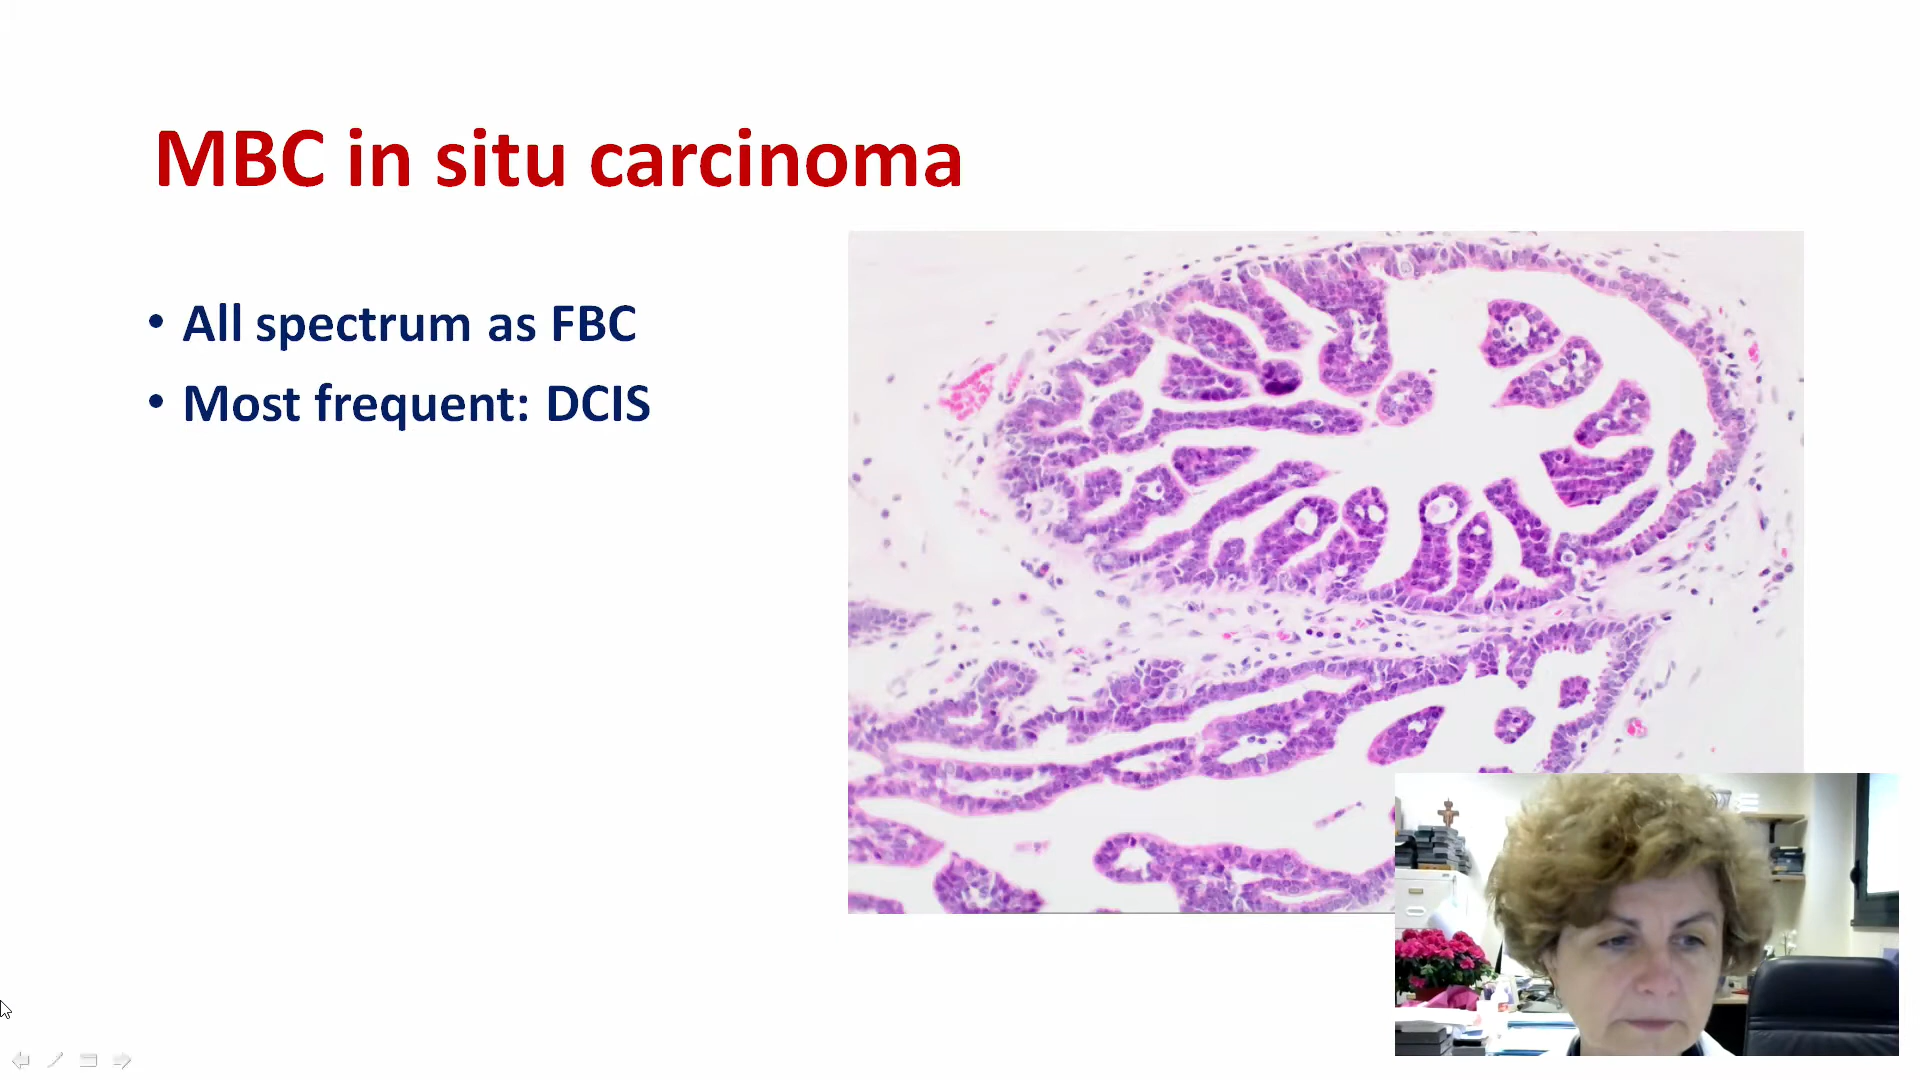 MBC in situ carcinoma
• All spectrum as FBC
• Most frequent: DCIS